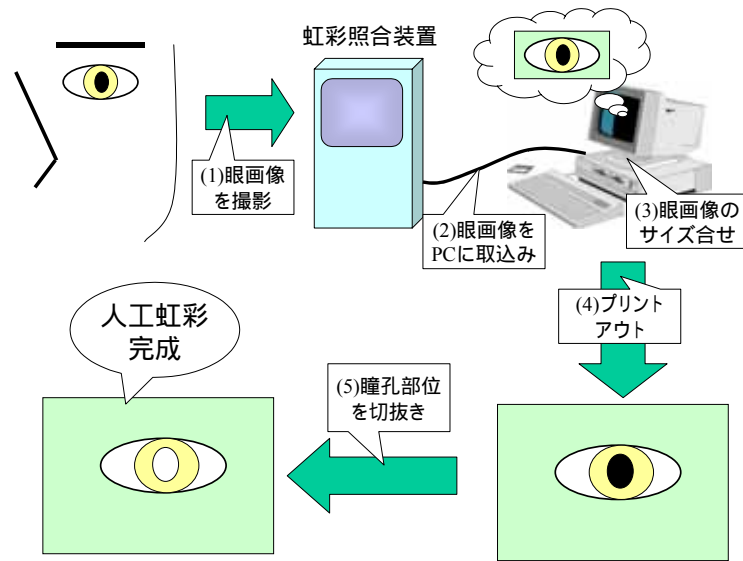 虹彩照合装置
(1)眼画像
を撮影
(2)眼画像を
PCに取込み
(3)眼画像の
サイズ合せ
(4)プリント
アウト
(5)瞳孔部位
を切抜き
人工虹彩
完成